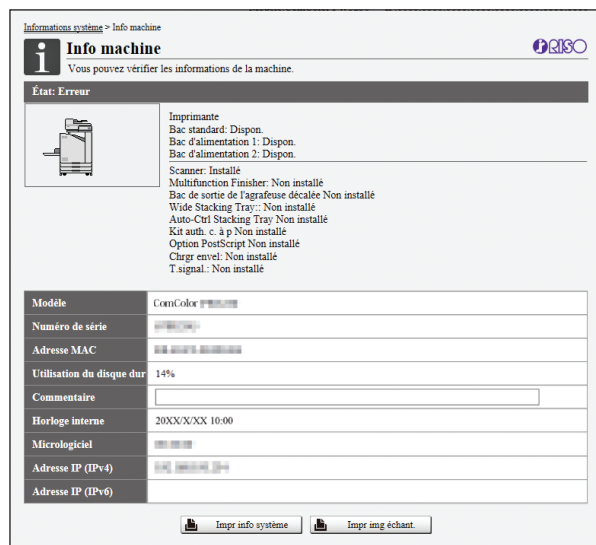 Informations système > Info machine
Info machine
RISO
Vous pouvez vérifier les informations de la machine.
État: Erreur
Imprimante
Bac standard: Dispon.
Bac d'alimentation 1: Dispon.
Bac d'alimentation 2: Dispon.
Scanner: Installé
Multifunction Finisher: Non installé
Bac de sortie de l'agrafeuse décalée Non installé
Wide Stacking Tray:: Non installé
Auto-Ctrl Stacking Tray Non installé
Kit auth. c. à p Non installé
Option PostScript Non installé
Chrgr envel: Non installé
T.signal.: Non installé
Modèle ComColor
Numéro de série
Adresse MAC
Utilisation du disque dur 14%
Commentaire
Horloge interne 20XX/X/XX 10:00
Micrologiciel
Adresse IP (IPv4)
Adresse IP (IPv6)
Impr info système Impr img échant.